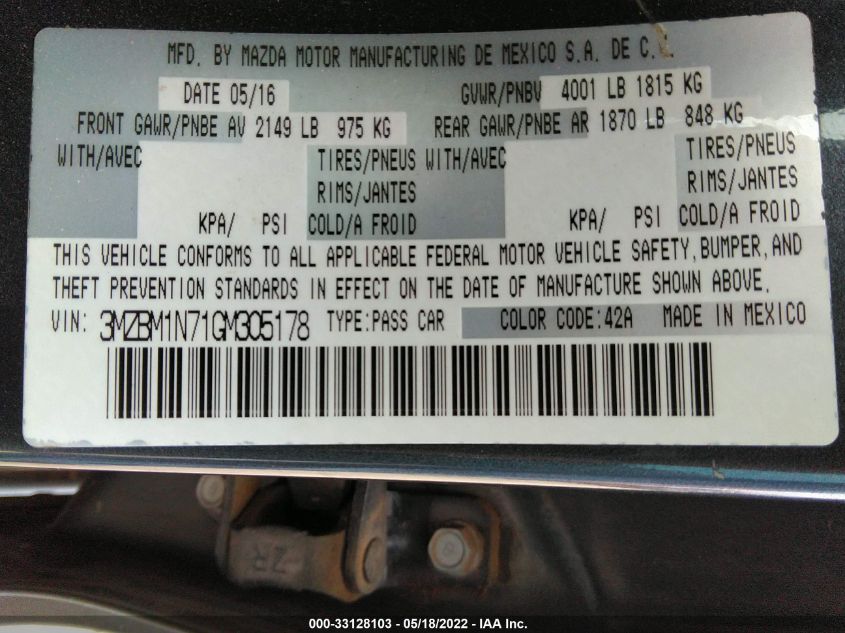 MFD. BY MAZDA MOTOR MANUFACTURING DE MEXICO S.A. DE C.V.
DATE 05/16 GVWR/PNBV 4001 LB 1815 KG
FRONT GAWR/PNBE AV 2149 LB 975 KG REAR GAWR/PNBE AR 1870 LB 848 KG
WITH/AVEC TIRES/PNEUS WITH/AVEC TIRES/PNEUS
RIMS/JANTES RIMS/JANTES
KPA/ PSI COLD/A FROID KPA/ PSI COLD/A FROID
THIS VEHICLE CONFORMS TO ALL APPLICABLE FEDERAL MOTOR VEHICLE SAFETY, BUMPER, AND
THEFT PREVENTION STANDARDS IN EFFECT ON THE DATE OF MANUFACTURE SHOWN ABOVE.
VIN: 3MZBM1N71GM305178 TYPE:PASS CAR COLOR CODE:42A MADE IN MEXICO
ZR
000-33128103 - 05/18/2022 - IAA Inc.